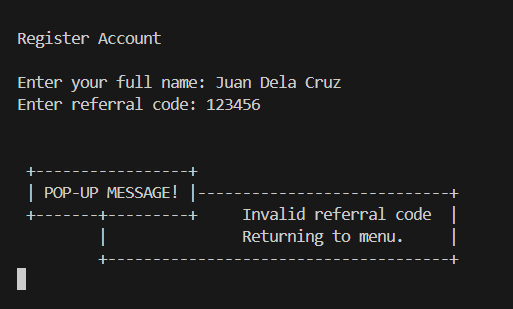 Register Account
Enter your full name: Juan Dela Cruz
Enter referral code: 123456
POP-UP MESSAGE!
Invalid referral code
Returning to menu.